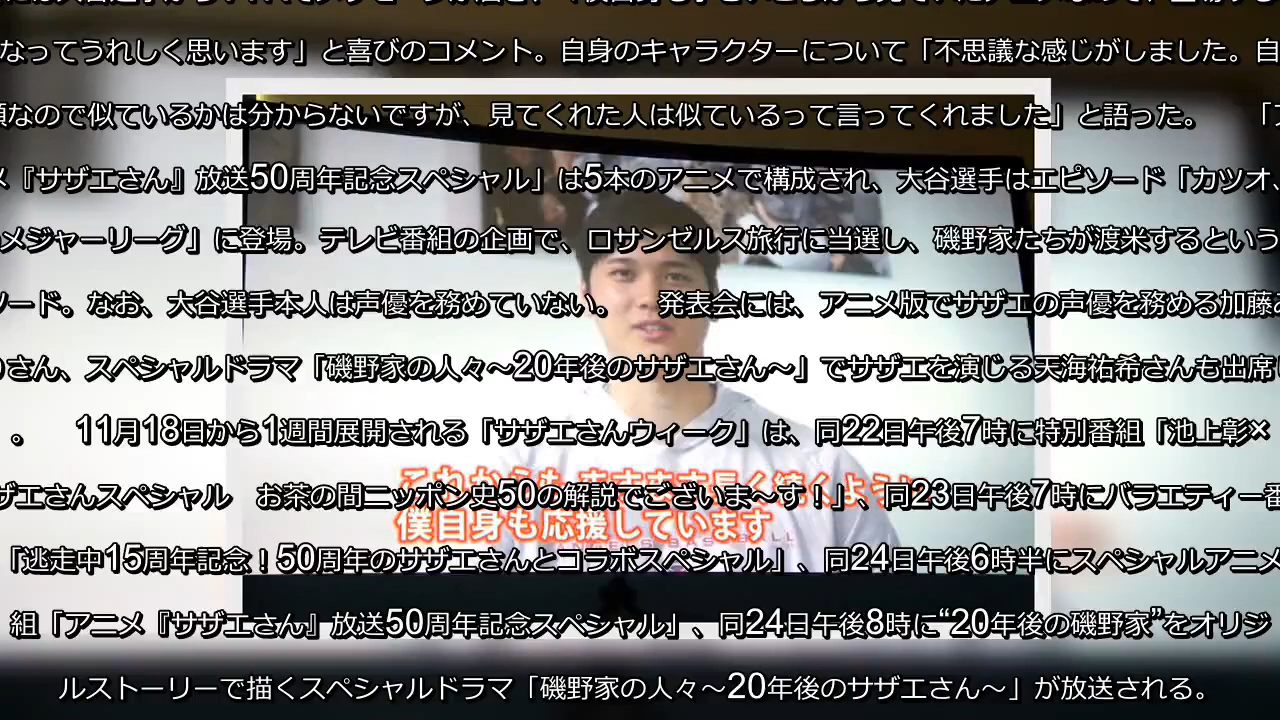 なってうれしく思います」と喜びのコメント。自身のキャラクターについて「不思議な感じがしました。自
顔なので似ているかは分からないですが、見てくれた人は似ているって言ってくれました」と語った。 「ア
メ『サザエさん』放送50周年記念スペシャル」は5本のアニメで構成され、大谷選手はエピソード「カツオ、
メジャーリーグ」に登場。テレビ番組の企画で、ロサンゼルス旅行に当選し、磯野家たちが渡米するという
ソード。なお、大谷選手本人は声優を務めていない。 発表会には、アニメ版でサザエの声優を務める加藤み
りさん、スペシャルドラマ「磯野家の人々～20年後のサザエさん～」でサザエを演じる天海祐希さんも出席し
。 11月18日から1週間展開される「サザエさんウィーク」は、同22日午後7時に特別番組「池上彰×
ザエさんスペシャル お茶の間ニッポン史50の解説でございま～す！」、同23日午後7時にバラエティー番
「逃走中15周年記念！50周年のサザエさんとコラボスペシャル」、同24日午後6時半にスペシャルアニメ
組「アニメ『サザエさん』放送50周年記念スペシャル」、同24日午後8時に“20年後の磯野家”をオリジ
ルストーリーで描くスペシャルドラマ「磯野家の人々～20年後のサザエさん～」が放送される。
僕自身も応援しています